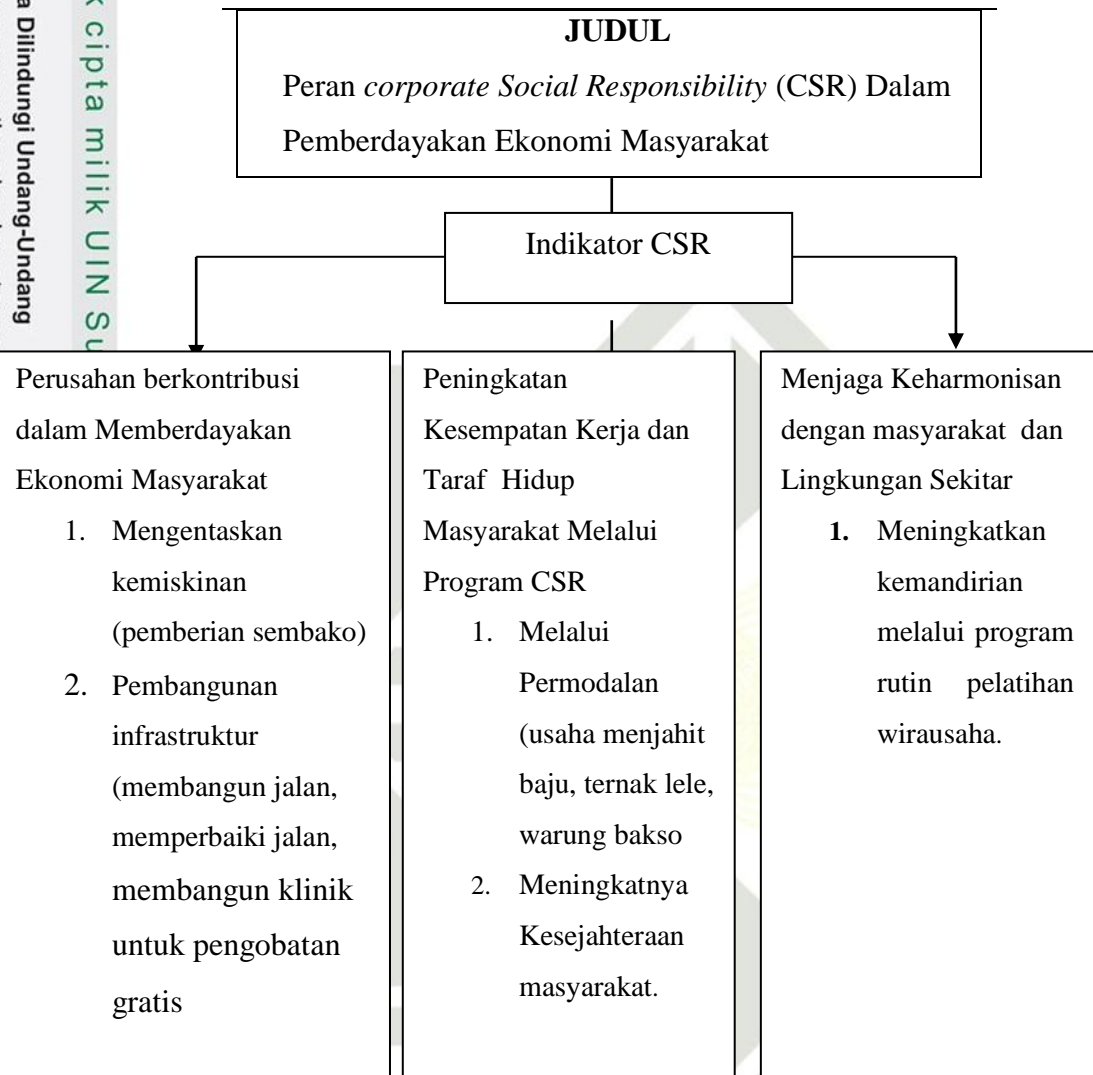 JUDUL
Peran corporate Social Responsibility (CSR) Dalam
Pemberdayakan Ekonomi Masyarakat
Indikator CSR
Perusahan berkontribusi
dalam Memberdayakan
Ekonomi Masyarakat
1. Mengentaskan
kemiskinan
(pemberian sembako)
2. Pembangunan
infrastruktur
(membangun jalan,
memperbaiki jalan,
membangun klinik
untuk pengobatan
gratis
Peningkatan
Kesempatan Kerja dan
Taraf Hidup
Masyarakat Melalui
Program CSR
1. Melalui
Permodalan
(usaha menjahit
baju, ternak lele,
warung bakso
2. Meningkatnya
Kesejahteraan
masyarakat.
Menjaga Keharmonisan
dengan masyarakat dan
Lingkungan Sekitar
1. Meningkatkan
kemandirian
melalui program
rutin pelatihan
wirausaha.
k cipta milik UIN Su
a Dilindungi Undang-Undang